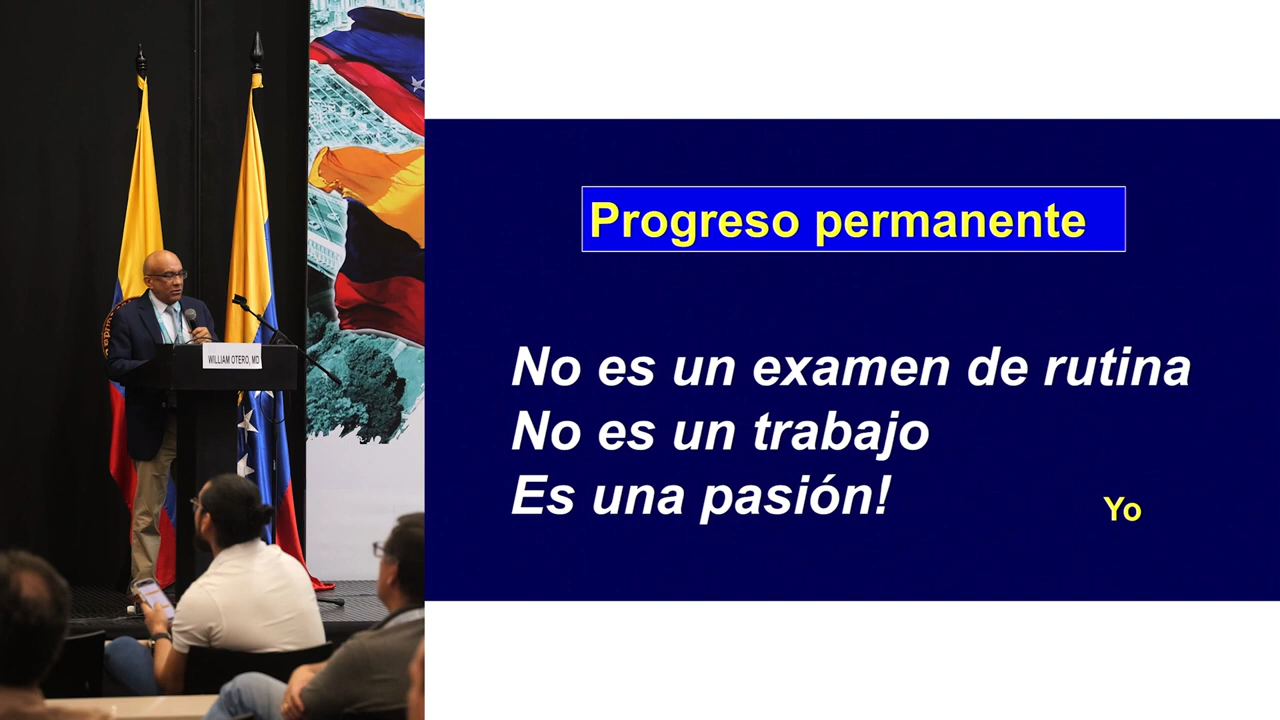 WILLIAM OTERO, MD
Progreso permanente
No es un examen de rutina
No es un trabajo
Es una pasión!
Yo